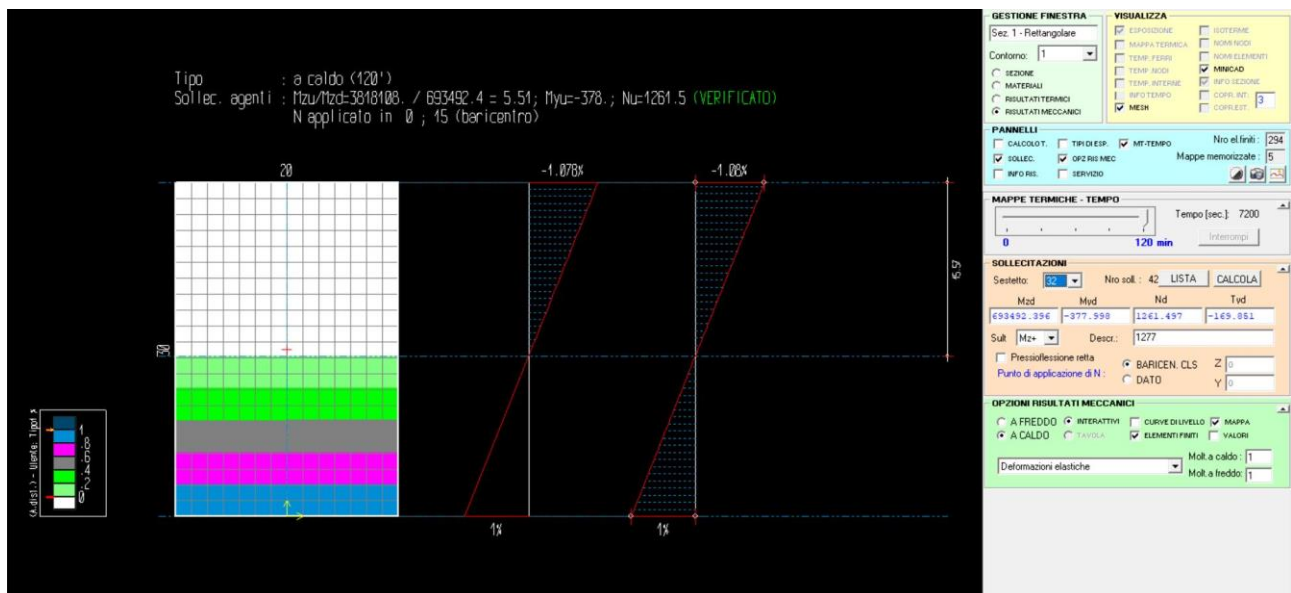 Tipo : a caldo (120')
Sollec. agenti : Mzu/Mzd=3818108. / 693492.4 = 5.51; Myu=-378.; Nu=1261.5 (VERIFICATO)
N applicato in 0 ; 15 (baricentro)
20
-1.078%
-1.08%
15.57
30
1%
1%
1
.8
.6
.4
.2
0
GESTIONE FINESTRA
Sez. 1 - Rettangolare
Contorno: 1
SEZIONE
MATERIALI
RISULTATI TERMICI
RISULTATI MECCANICI
VISUALIZZA
ESPOSIZIONE
MAPPA TERMICA
TEMP. FERRI
TEMP. NODI
TEMP. INTERNE
INFO TEMPO
MESH
ISOTERME
NOMI NODI
NOMI ELEMENTI
MINICAD
INFO SEZIONE
COPR. INT: 3
COPR.EST.
PANNELLI
CALCOLO T. TIPI DI ESP. MT-TEMPO Nro el.finiti : 294
SOLLEC. OPZ RIS MEC Mappe memorizzate : 5
INFO RIS. SERVIZIO
MAPPE TERMICHE - TEMPO
Tempo [sec.]: 7200
0 120 min Interrompi
SOLLECITAZIONI
Sestetto: 32 Nro soll. : 42 LISTA CALCOLA
Mzd Myd Nd Tyd
693492.396 -377.998 1261.497 -169.851
Sult Mz+ Descr.: 1277
Pressoflessione retta BARICEN. CLS Z 0
Punto di applicazione di N : DATO Y 0
OPZIONI RISULTATI MECCANICI
A FREDDO INTERATTIVI CURVE DI LIVELLO MAPPA
A CALDO TAVOLA ELEMENTI FINITI VALORI
Deformazioni elastiche
Molt.a caldo : 1
Molt.a freddo: 1